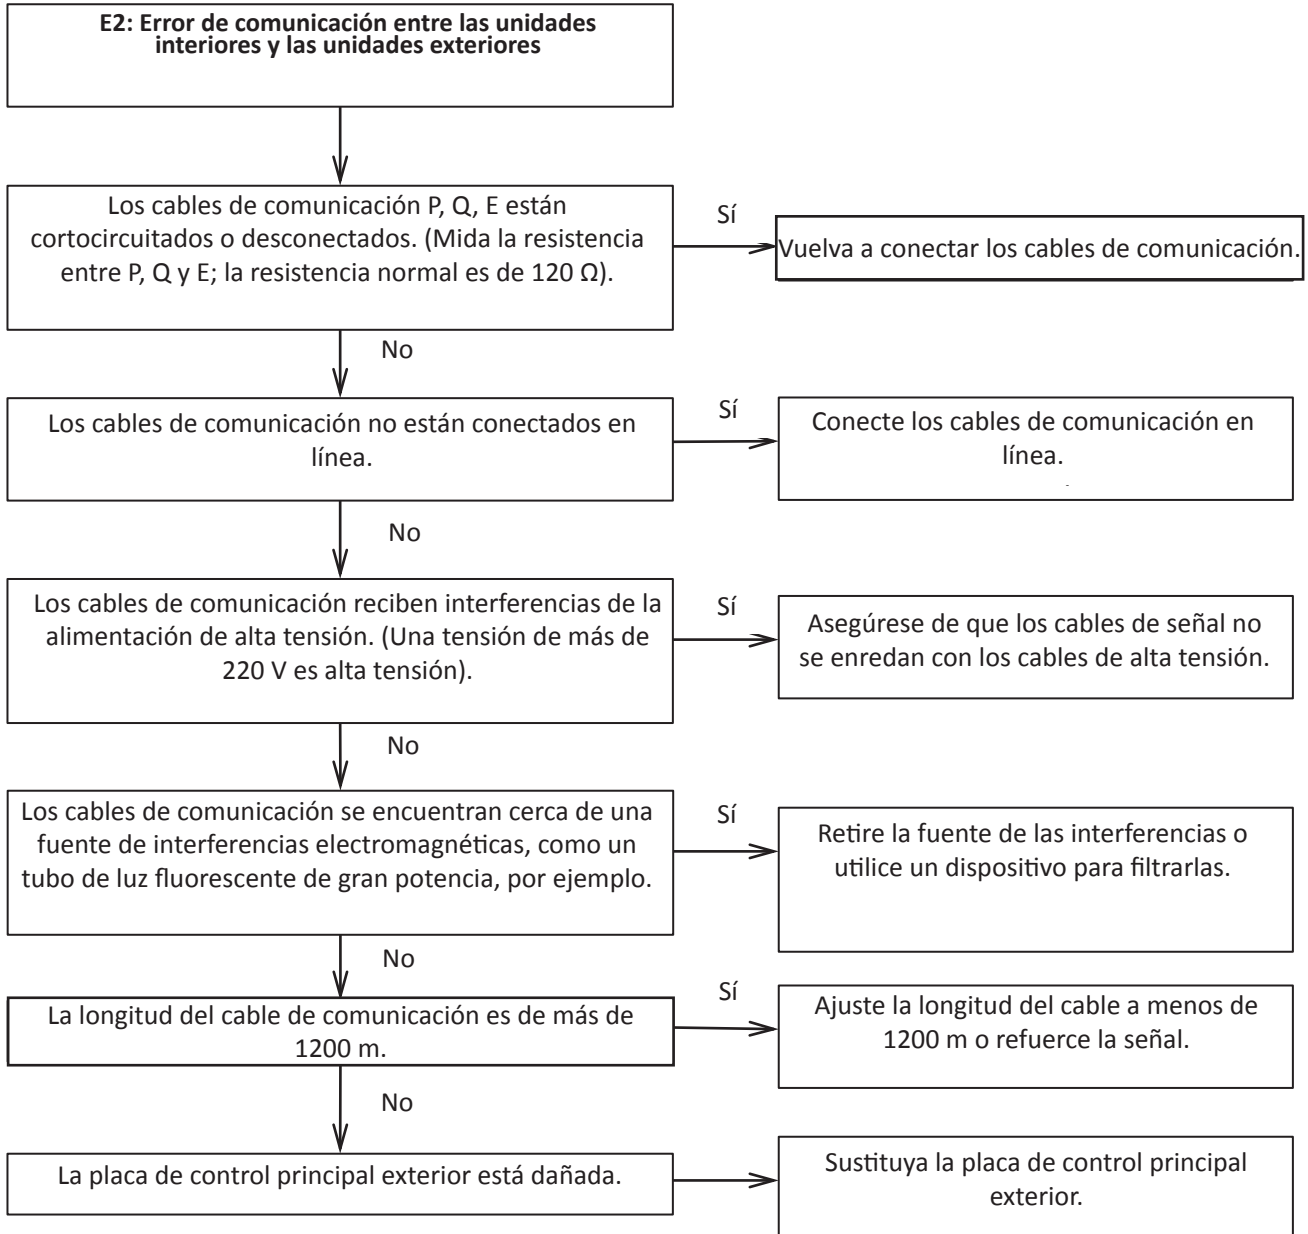 E2: Error de comunicación entre las unidades
interiores y las unidades exteriores
Los cables de comunicación P, Q, E están
cortocircuitados o desconectados. (Mida la resistencia
entre P, Q y E; la resistencia normal es de 120 Ω).
Sí
Vuelva a conectar los cables de comunicación.
No
Los cables de comunicación no están conectados en
línea.
Sí
Conecte los cables de comunicación en
línea.
No
Los cables de comunicación reciben interferencias de la
alimentación de alta tensión. (Una tensión de más de
220 V es alta tensión).
Sí
Asegúrese de que los cables de señal no
se enredan con los cables de alta tensión.
No
Los cables de comunicación se encuentran cerca de una
fuente de interferencias electromagnéticas, como un
tubo de luz fluorescente de gran potencia, por ejemplo.
Sí
Retire la fuente de las interferencias o
utilice un dispositivo para filtrarlas.
No
La longitud del cable de comunicación es de más de
1200 m.
Sí
Ajuste la longitud del cable a menos de
1200 m o refuerce la señal.
No
La placa de control principal exterior está dañada.
Sustituya la placa de control principal
exterior.